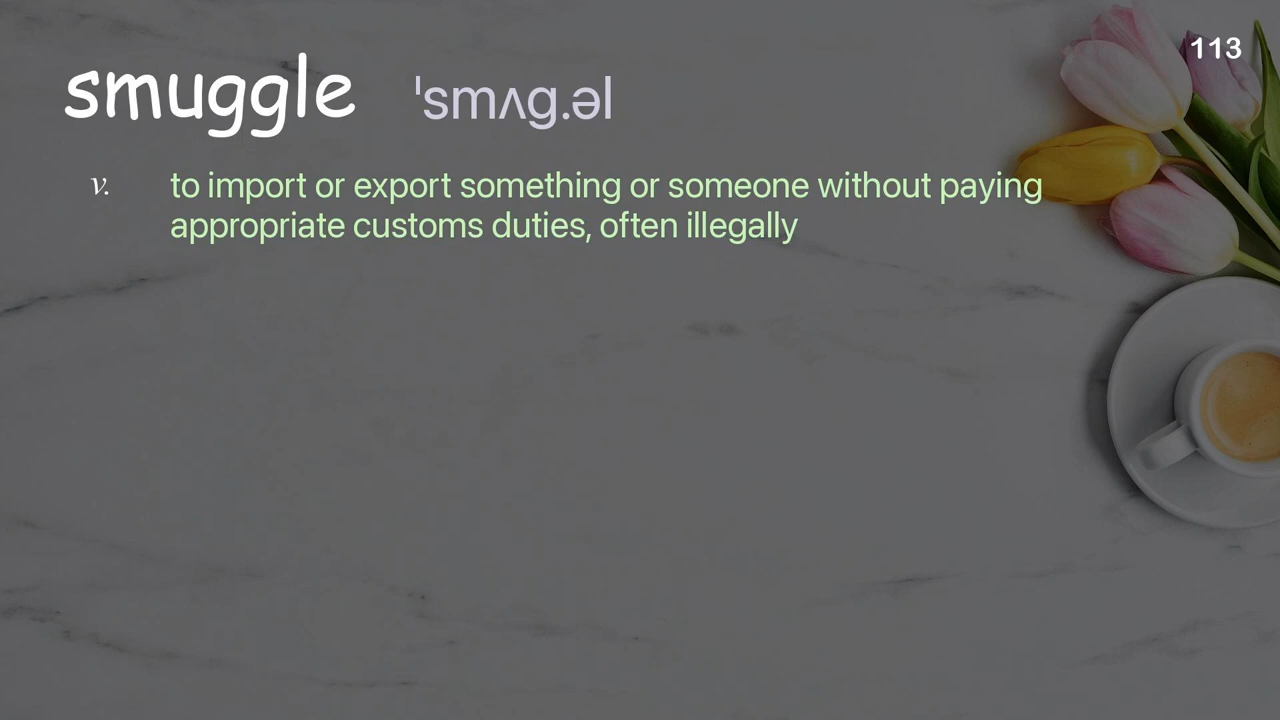 113
smuggle ˈsmʌg.əl
v. to import or export something or someone without paying
appropriate customs duties, often illegally